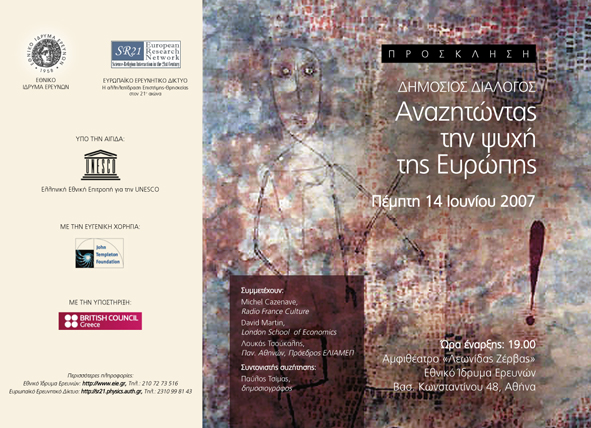 ΕΘΝΙΚΟ ΙΔΡΥΜΑ ΕΡΕΥΝΩΝ
1958
ΕΘΝΙΚΟ
ΙΔΡΥΜΑ ΕΡΕΥΝΩΝ
SR21
European
Research
Network
Science-Religion Interaction in the 21st Century
ΕΥΡΩΠΑΪΚΟ ΕΡΕΥΝΗΤΙΚΟ ΔΙΚΤΥΟ
Η αλληλεπίδραση Επιστήμης-Θρησκείας
στον 21ο αιώνα
ΥΠΟ ΤΗΝ ΑΙΓΙΔΑ:
UNESCO
Ελληνική Εθνική Επιτροπή για την UNESCO
ΜΕ ΤΗΝ ΕΥΓΕΝΙΚΗ ΧΟΡΗΓΙΑ:
John
Templeton
Foundation
ΜΕ ΤΗΝ ΥΠΟΣΤΗΡΙΞΗ:
BRITISH COUNCIL
Greece
Περισσότερες πληροφορίες:
Εθνικό Ίδρυμα Ερευνών: http://www.eie.gr, Τηλ.: 210 72 73 516
Ευρωπαϊκό Ερευνητικό Δίκτυο: http://sr21.physics.auth.gr, Τηλ.: 2310 99 81 43
ΠΡΟΣΚΛΗΣΗ
ΔΗΜΟΣΙΟΣ ΔΙΑΛΟΓΟΣ
Αναζητώντας
την ψυχή
της Ευρώπης
Πέμπτη 14 Ιουνίου 2007
Συμμετέχουν:
Michel Cazenave,
Radio France Culture
David Martin,
London School of Economics
Λουκάς Τσούκαλης,
Παν. Αθηνών, Πρόεδρος ΕΛΙΑΜΕΠ
Συντονιστής συζήτησης:
Παύλος Τσίμας,
δημοσιογράφος
Ώρα έναρξης: 19.00
Αμφιθέατρο «Λεωνίδας Ζέρβας»
Εθνικό Ίδρυμα Ερευνών
Βασ. Κωνσταντίνου 48, Αθήνα